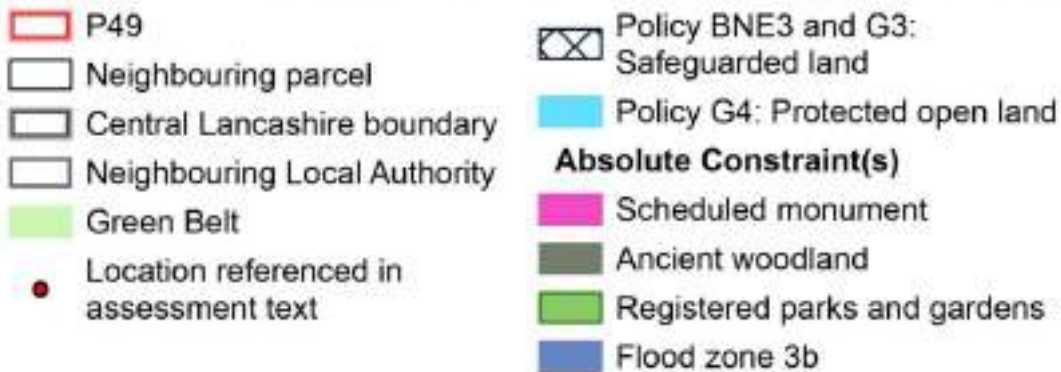 P49
Neighbouring parcel
Central Lancashire boundary
Neighbouring Local Authority
Green Belt
Location referenced in
assessment text
Policy BNE3 and G3:
Safeguarded land
Policy G4: Protected open land
Absolute Constraint(s)
Scheduled monument
Ancient woodland
Registered parks and gardens
Flood zone 3b